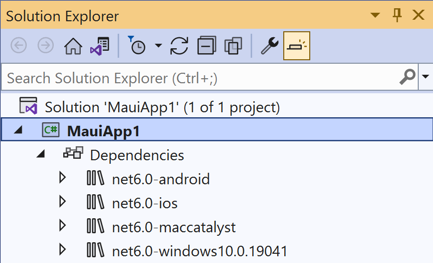 Solution Explorer
Search Solution Explorer (Ctrl+;)
Solution 'MauiApp1' (1 of 1 project)
C# MauiApp1
Dependencies
net6.0-android
net6.0-ios
net6.0-maccatalyst
net6.0-windows10.0.19041